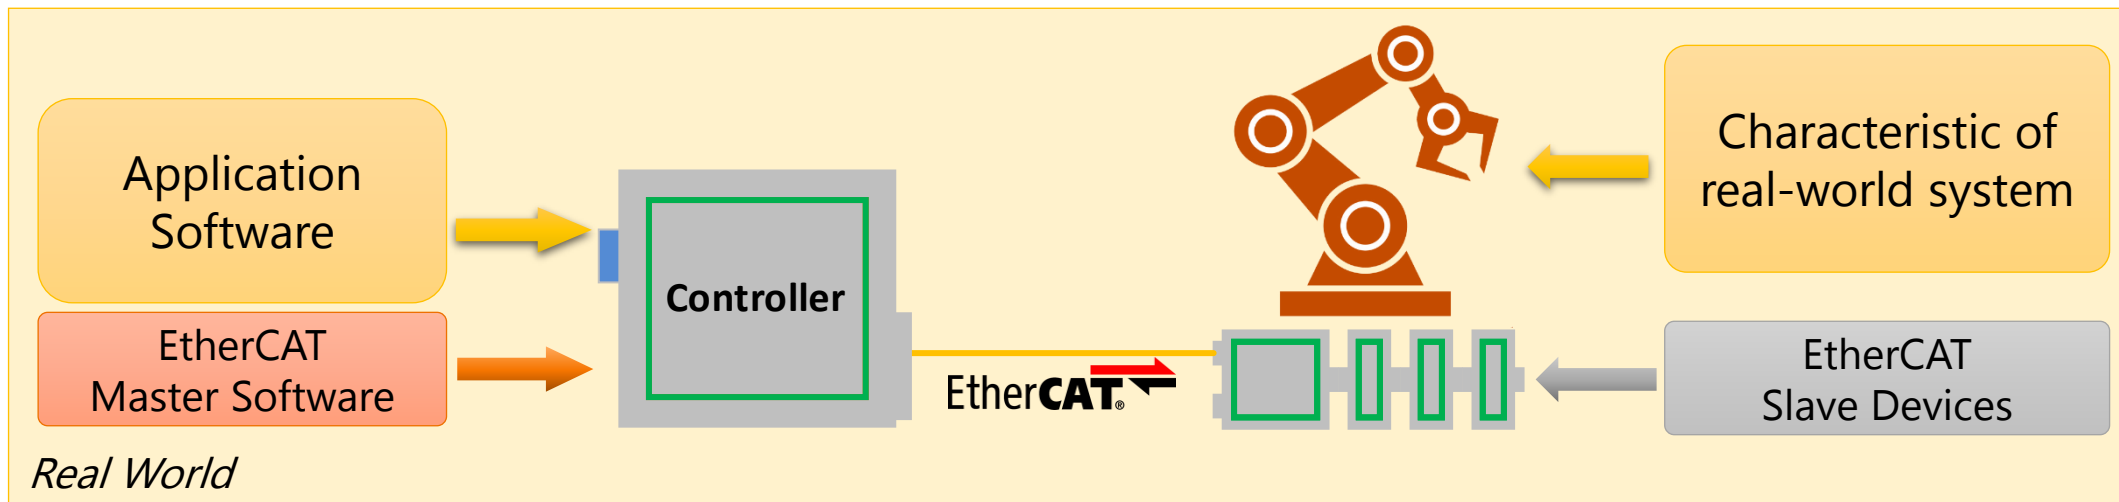 Application
Software
EtherCAT
Master Software
Real World
Controller
EtherCAT®
Characteristic of
real-world system
EtherCAT
Slave Devices